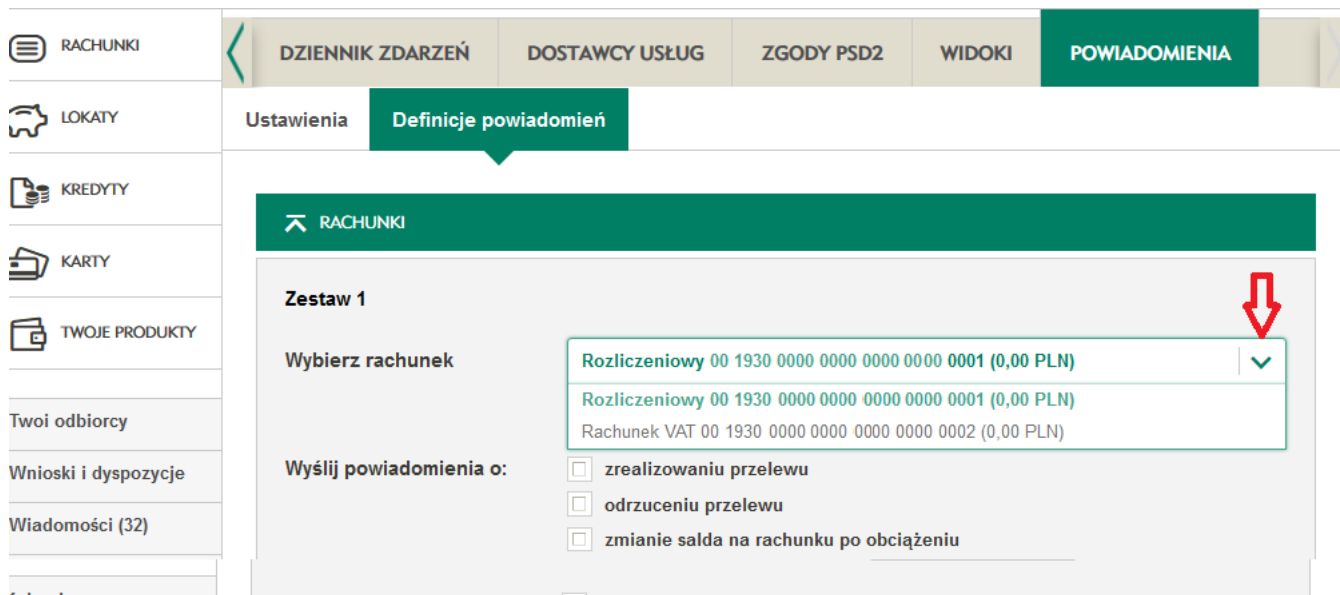 RACHUNKI
LOKATY
KREDYTY
KARTY
TWOJE PRODUKTY
Twoi odbiorcy
Wnioski i dyspozycje
Wiadomości (32)
DZIENNIK ZDARZEŃ DOSTAWCY USŁUG ZGODY PSD2 WIDOKI POWIADOMIENIA
Ustawienia Definicje powiadomień
RACHUNKI
Zestaw 1
Wybierz rachunek Rozliczeniowy 00 1930 0000 0000 0000 0000 0001 (0,00 PLN)
Rozliczeniowy 00 1930 0000 0000 0000 0000 0001 (0,00 PLN)
Rachunek VAT 00 1930 0000 0000 0000 0000 0002 (0,00 PLN)
Wyślij powiadomienia o: zrealizowaniu przelewu
odrzuceniu przelewu
zmianie salda na rachunku po obciążeniu